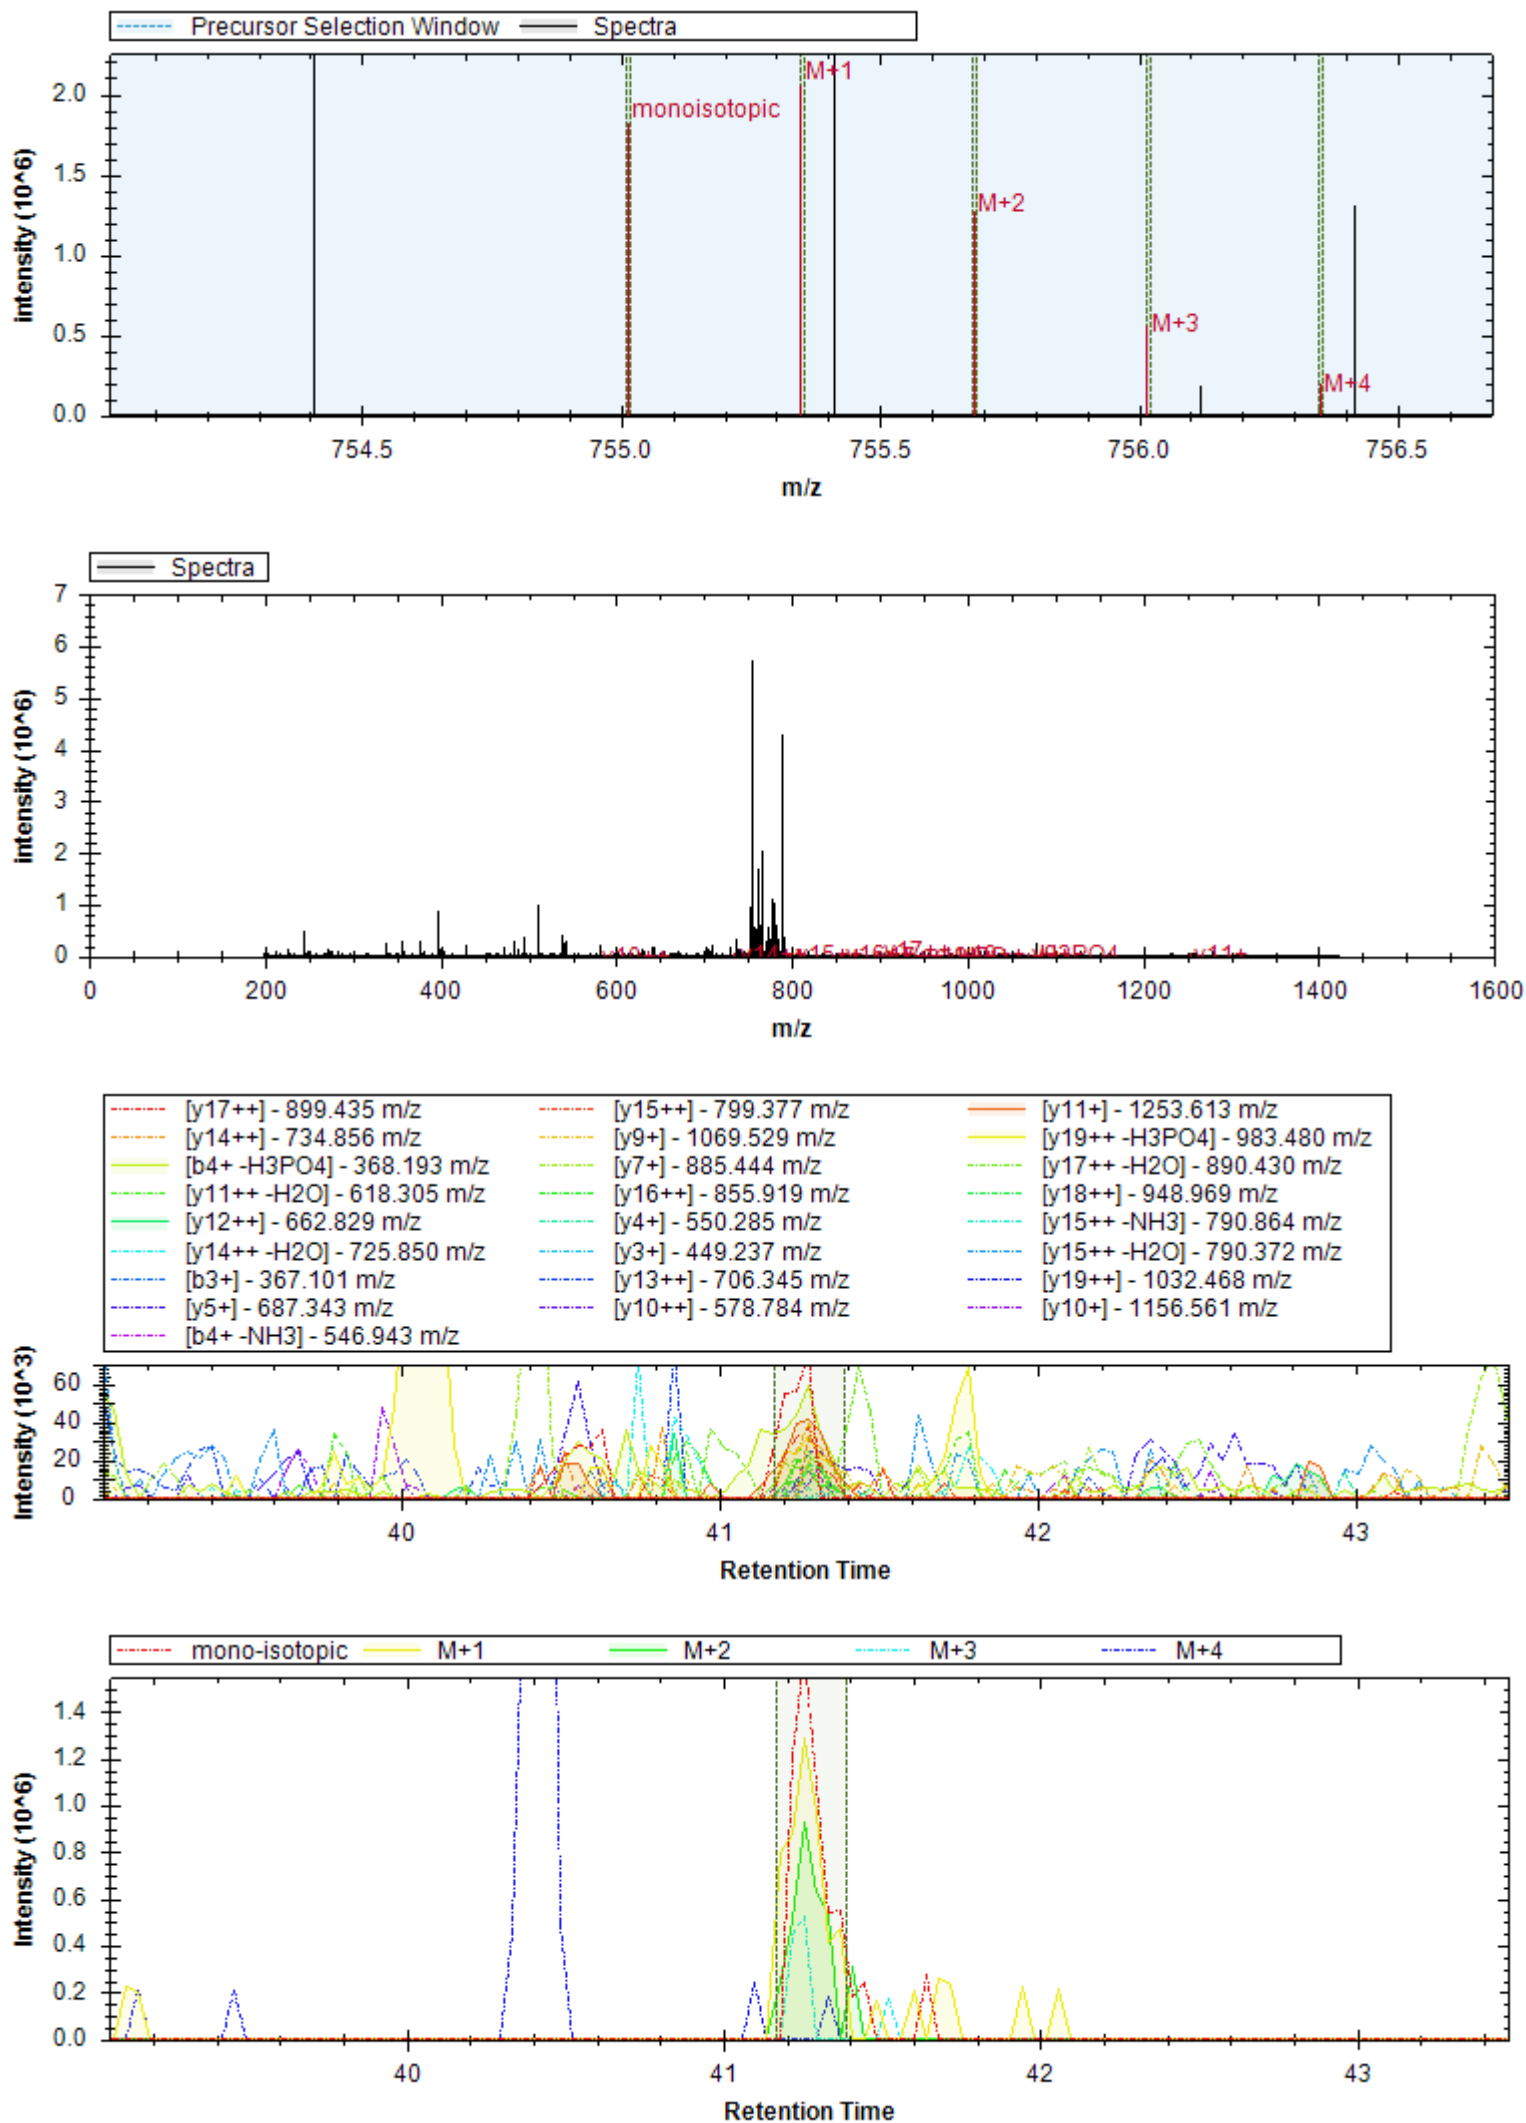 Precursor Selection Window Spectra
2.0
1.5
1.0
0.5
0.0
intensity (10^6)
monoisotopic
M+1
M+2
M+3
M+4
754.5 755.0 755.5 756.0 756.5
m/z
Spectra
7
6
5
4
3
2
1
0
intensity (10^6)
y11+
0 200 400 600 800 1000 1200 1400 1600
m/z
[y17++] - 899.435 m/z [y15++] - 799.377 m/z [y11+] - 1253.613 m/z
[y14++] - 734.856 m/z [y9+] - 1069.529 m/z [y19++ -H3PO4] - 983.480 m/z
[b4+ -H3PO4] - 368.193 m/z [y7+] - 885.444 m/z [y17++ -H2O] - 890.430 m/z
[y11++ -H2O] - 618.305 m/z [y16++] - 855.919 m/z [y18++] - 948.969 m/z
[y12++] - 662.829 m/z [y4+] - 550.285 m/z [y15++ -NH3] - 790.864 m/z
[y14++ -H2O] - 725.850 m/z [y3+] - 449.237 m/z [y15++ -H2O] - 790.372 m/z
[b3+] - 367.101 m/z [y13++] - 706.345 m/z [y19++] - 1032.468 m/z
[y5+] - 687.343 m/z [y10++] - 578.784 m/z [y10+] - 1156.561 m/z
[b4+ -NH3] - 546.943 m/z
60
40
20
0
Intensity (10^3)
40 41 42 43
Retention Time
mono-isotopic M+1 M+2 M+3 M+4
1.4
1.2
1.0
0.8
0.6
0.4
0.2
0.0
Intensity (10^6)
40 41 42 43
Retention Time